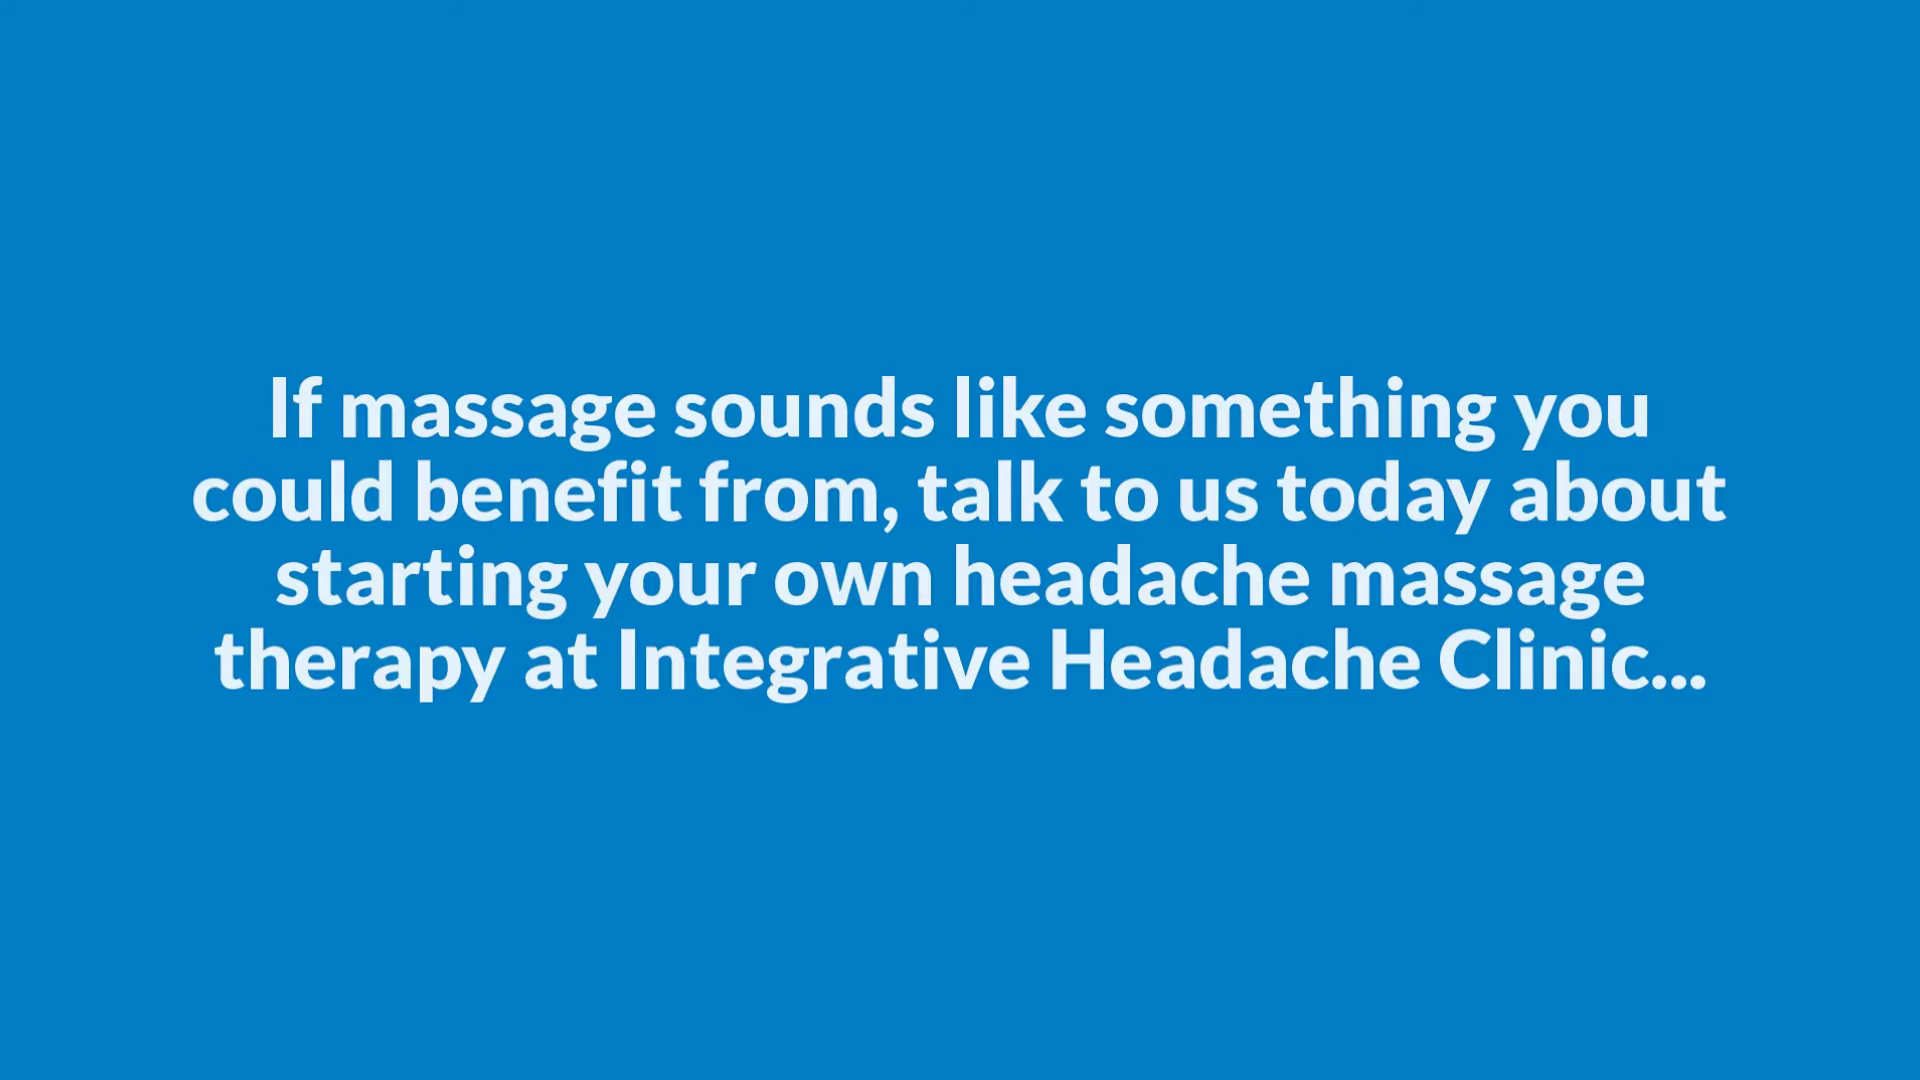 If massage sounds like something you
could benefit from, talk to us today about
starting your own headache massage
therapy at Integrative Headache Clinic...